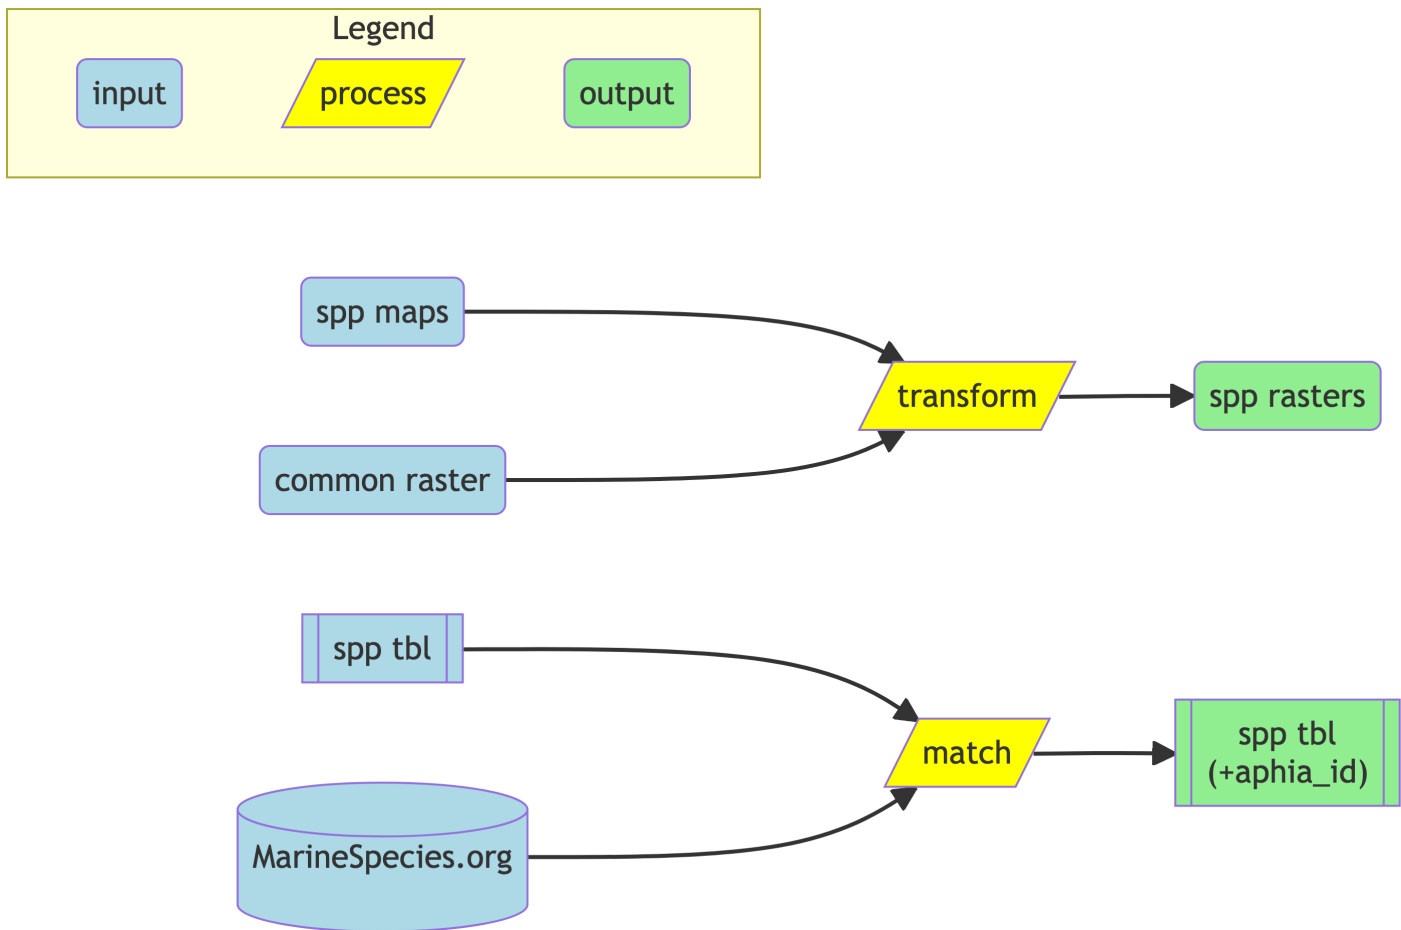 Legend
input
process
output
spp maps
transform
spp rasters
common raster
spp tbl
match
spp tbl
(+aphia_id)
MarineSpecies.org